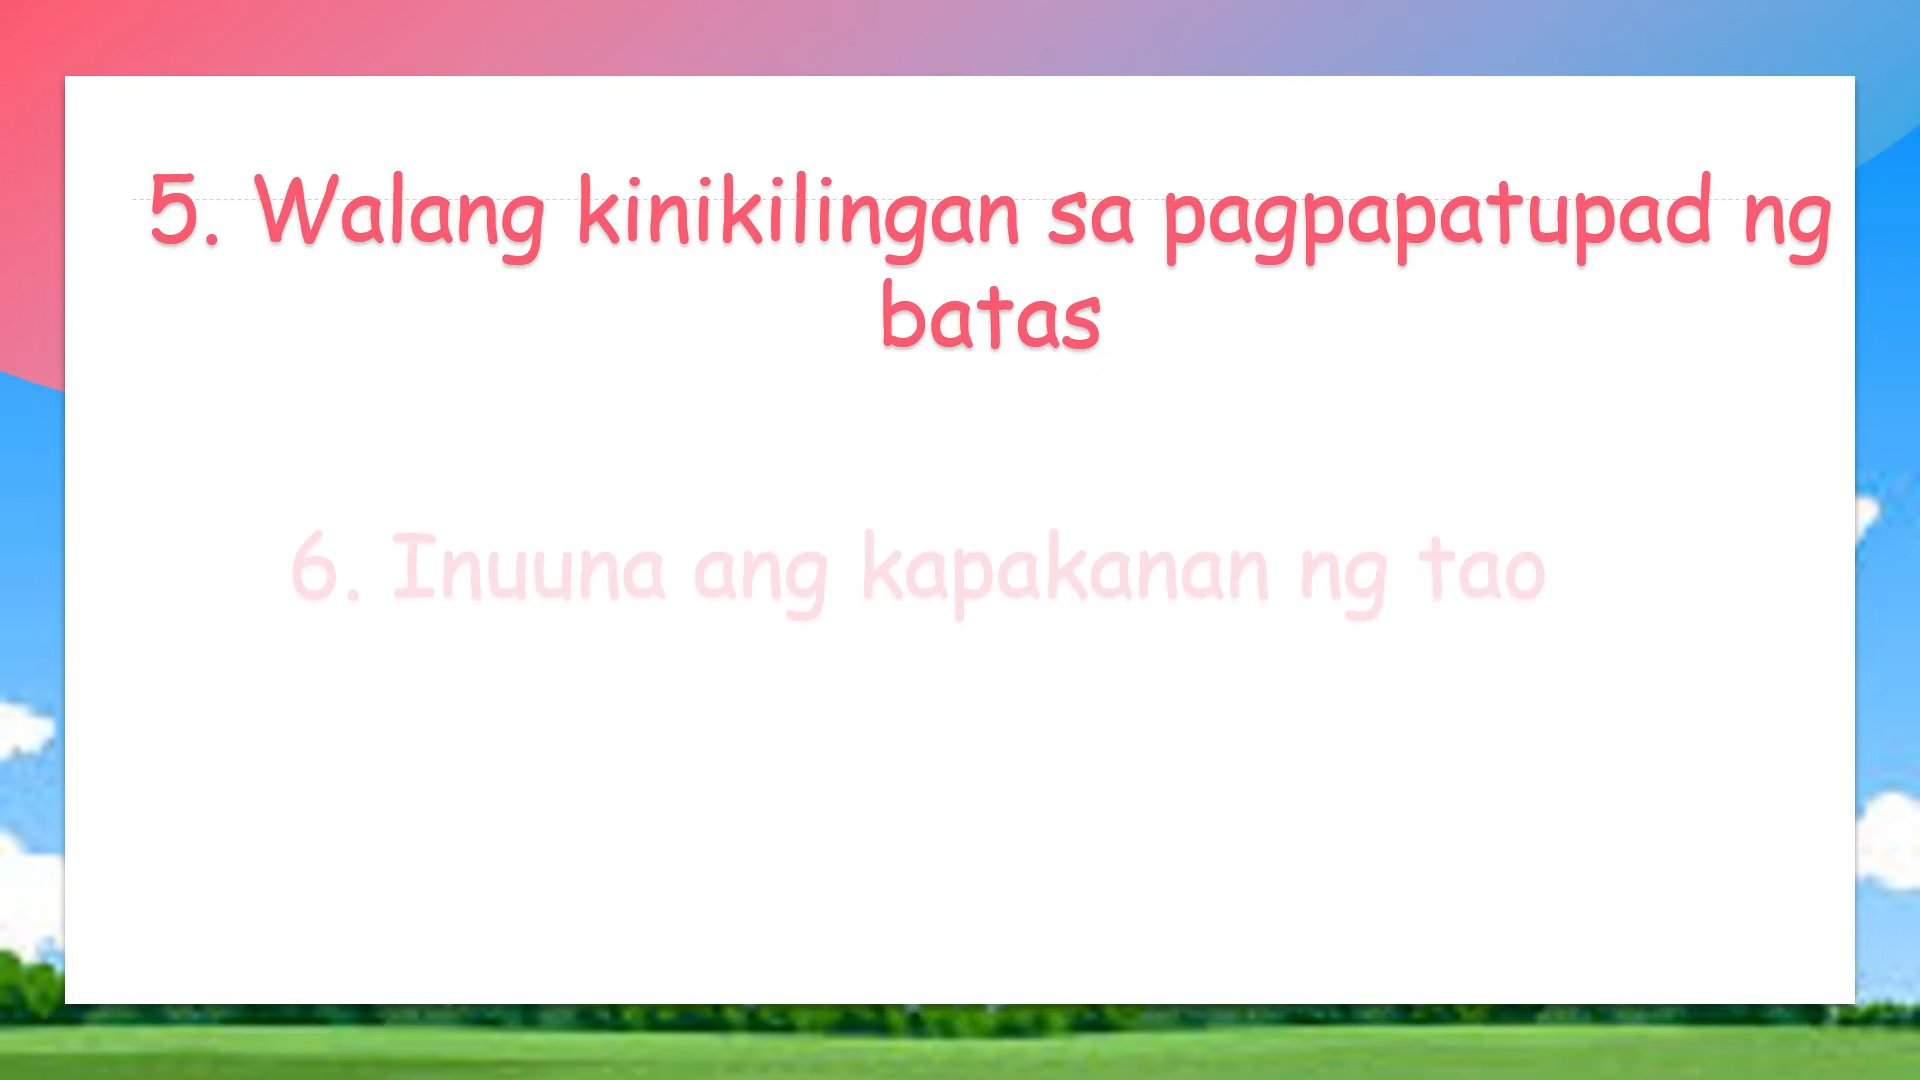 5. Walang kinikilingan sa pagpapatupad ng
batas
6. Inuuna ang kapakanan ng tao